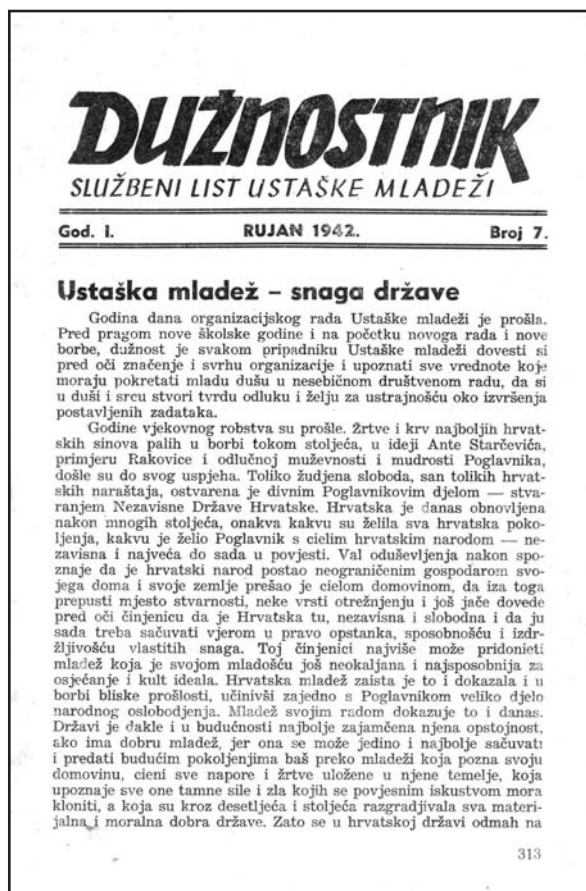 DUŽNOSTNIK
SLUŽBENI LIST USTAŠKE MLADEŽI
God. I. RUJAN 1942. Broj 7.
Ustaška mladež – snaga države
Godina dana organizacijskog rada Ustaške mladeži je prošla.
Pred pragom nove školske godine i na početku novoga rada i nove
borbe, dužnost je svakom pripadniku Ustaške mladeži dovesti si
pred oči značenje i svrhu organizacije i upoznati sve vrednote koje
moraju pokretati mladu dušu u nesebičnom društvenom radu, da si
u duši i srcu stvori tvrdu odluku i želju za ustrajnošću oko izvršenja
postavljenih zadataka.
Godine vjekovnog robstva su prošle. Žrtve i krv najboljih hrvat-
skih sinova palih u borbi tokom stoljeća, u ideji Ante Starčevića,
primjeru Rakovice i odlučnoj muževnosti i mudrosti Poglavnika,
došle su do svog uspjeha. Toliko žudjena sloboda, san tolikih hrvat-
skih naraštaja, ostvarena je divnim Poglavnikovim djelom — stva-
ranjem Nezavisne Države Hrvatske. Hrvatska je danas obnovljena
nakon mnogih stoljeća, onakva kakvu su želila sva hrvatska poko-
ljenja, kakvu je želio Poglavnik s cielim hrvatskim narodom — ne-
zavisna i najveća do sada u povjesti. Val oduševljenja nakon spo-
znaje da je hrvatski narod postao neograničenim gospodarom svo-
jega doma i svoje zemlje prešao je cielom domovinom, da iza toga
prepusti mjesto stvarnosti, neke vrsti otrežnjenju i još jače dovede
pred oči činjenicu da je Hrvatska tu, nezavisna i slobodna i da ju
sada treba sačuvati vjerom u pravo opstanka, sposobnošću i izdr-
žljivošću vlastitih snaga. Toj činjenici najviše može pridonieti
mladež koja je svojom mladošću još neokaljana i najsposobnija za
osjećanje i kult ideala. Hrvatska mladež zaista je to i dokazala i u
borbi bliske prošlosti, učinivši zajedno s Poglavnikom veliko djelo
narodnog oslobodjenja. Mladež svojim radom dokazuje to i danas.
Državi je dakle i u budućnosti najbolje zajamčena njena opstojnost,
ako ima dobru mladež, jer ona se može jedino i najbolje sačuvati
i predati budućim pokoljenjima baš preko mladeži koja pozna svoju
domovinu, cieni sve napore i žrtve uložene u njene temelje, koja
upoznaje sve one tamne sile i zla kojih se povjesnim iskustvom mora
kloniti, a koja su kroz desetljeća i stoljeća razgradjivala sva materi-
jalna i moralna dobra države. Zato se u hrvatskoj državi odmah na
313